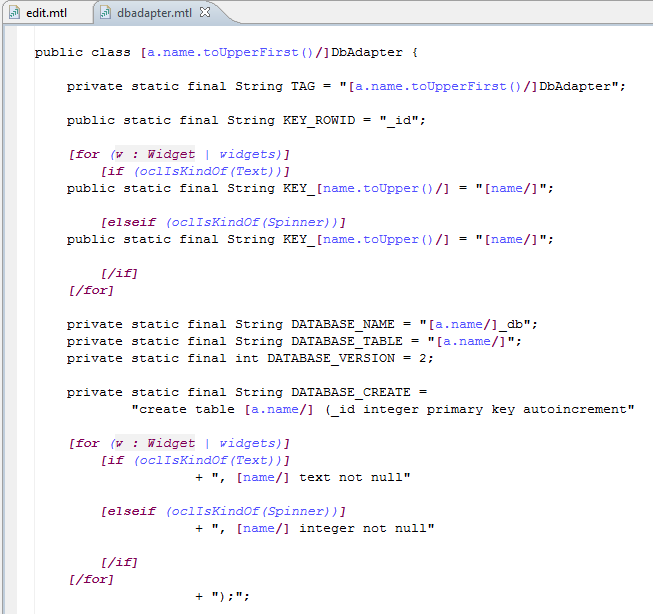 edit.mtl dbadapter.mtl
public class [a.name.toUpperFirst()/]DbAdapter {
private static final String TAG = "[a.name.toUpperFirst()/]DbAdapter";
public static final String KEY_ROWID = "_id";
[for (w : Widget | widgets)]
[if (oclIsKindOf(Text))]
public static final String KEY_[name.toUpper()/] = "[name/]";
[elseif (oclIsKindOf(Spinner))]
public static final String KEY_[name.toUpper()/] = "[name/]";
[/if]
[/for]
private static final String DATABASE_NAME = "[a.name/]_db";
private static final String DATABASE_TABLE = "[a.name/]";
private static final int DATABASE_VERSION = 2;
private static final String DATABASE_CREATE =
"create table [a.name/] (_id integer primary key autoincrement"
[for (w : Widget | widgets)]
[if (oclIsKindOf(Text))]
+ ", [name/] text not null"
[elseif (oclIsKindOf(Spinner))]
+ ", [name/] integer not null"
[/if]
[/for]
+ ");";